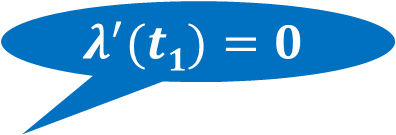 λ′(t₁) = 0